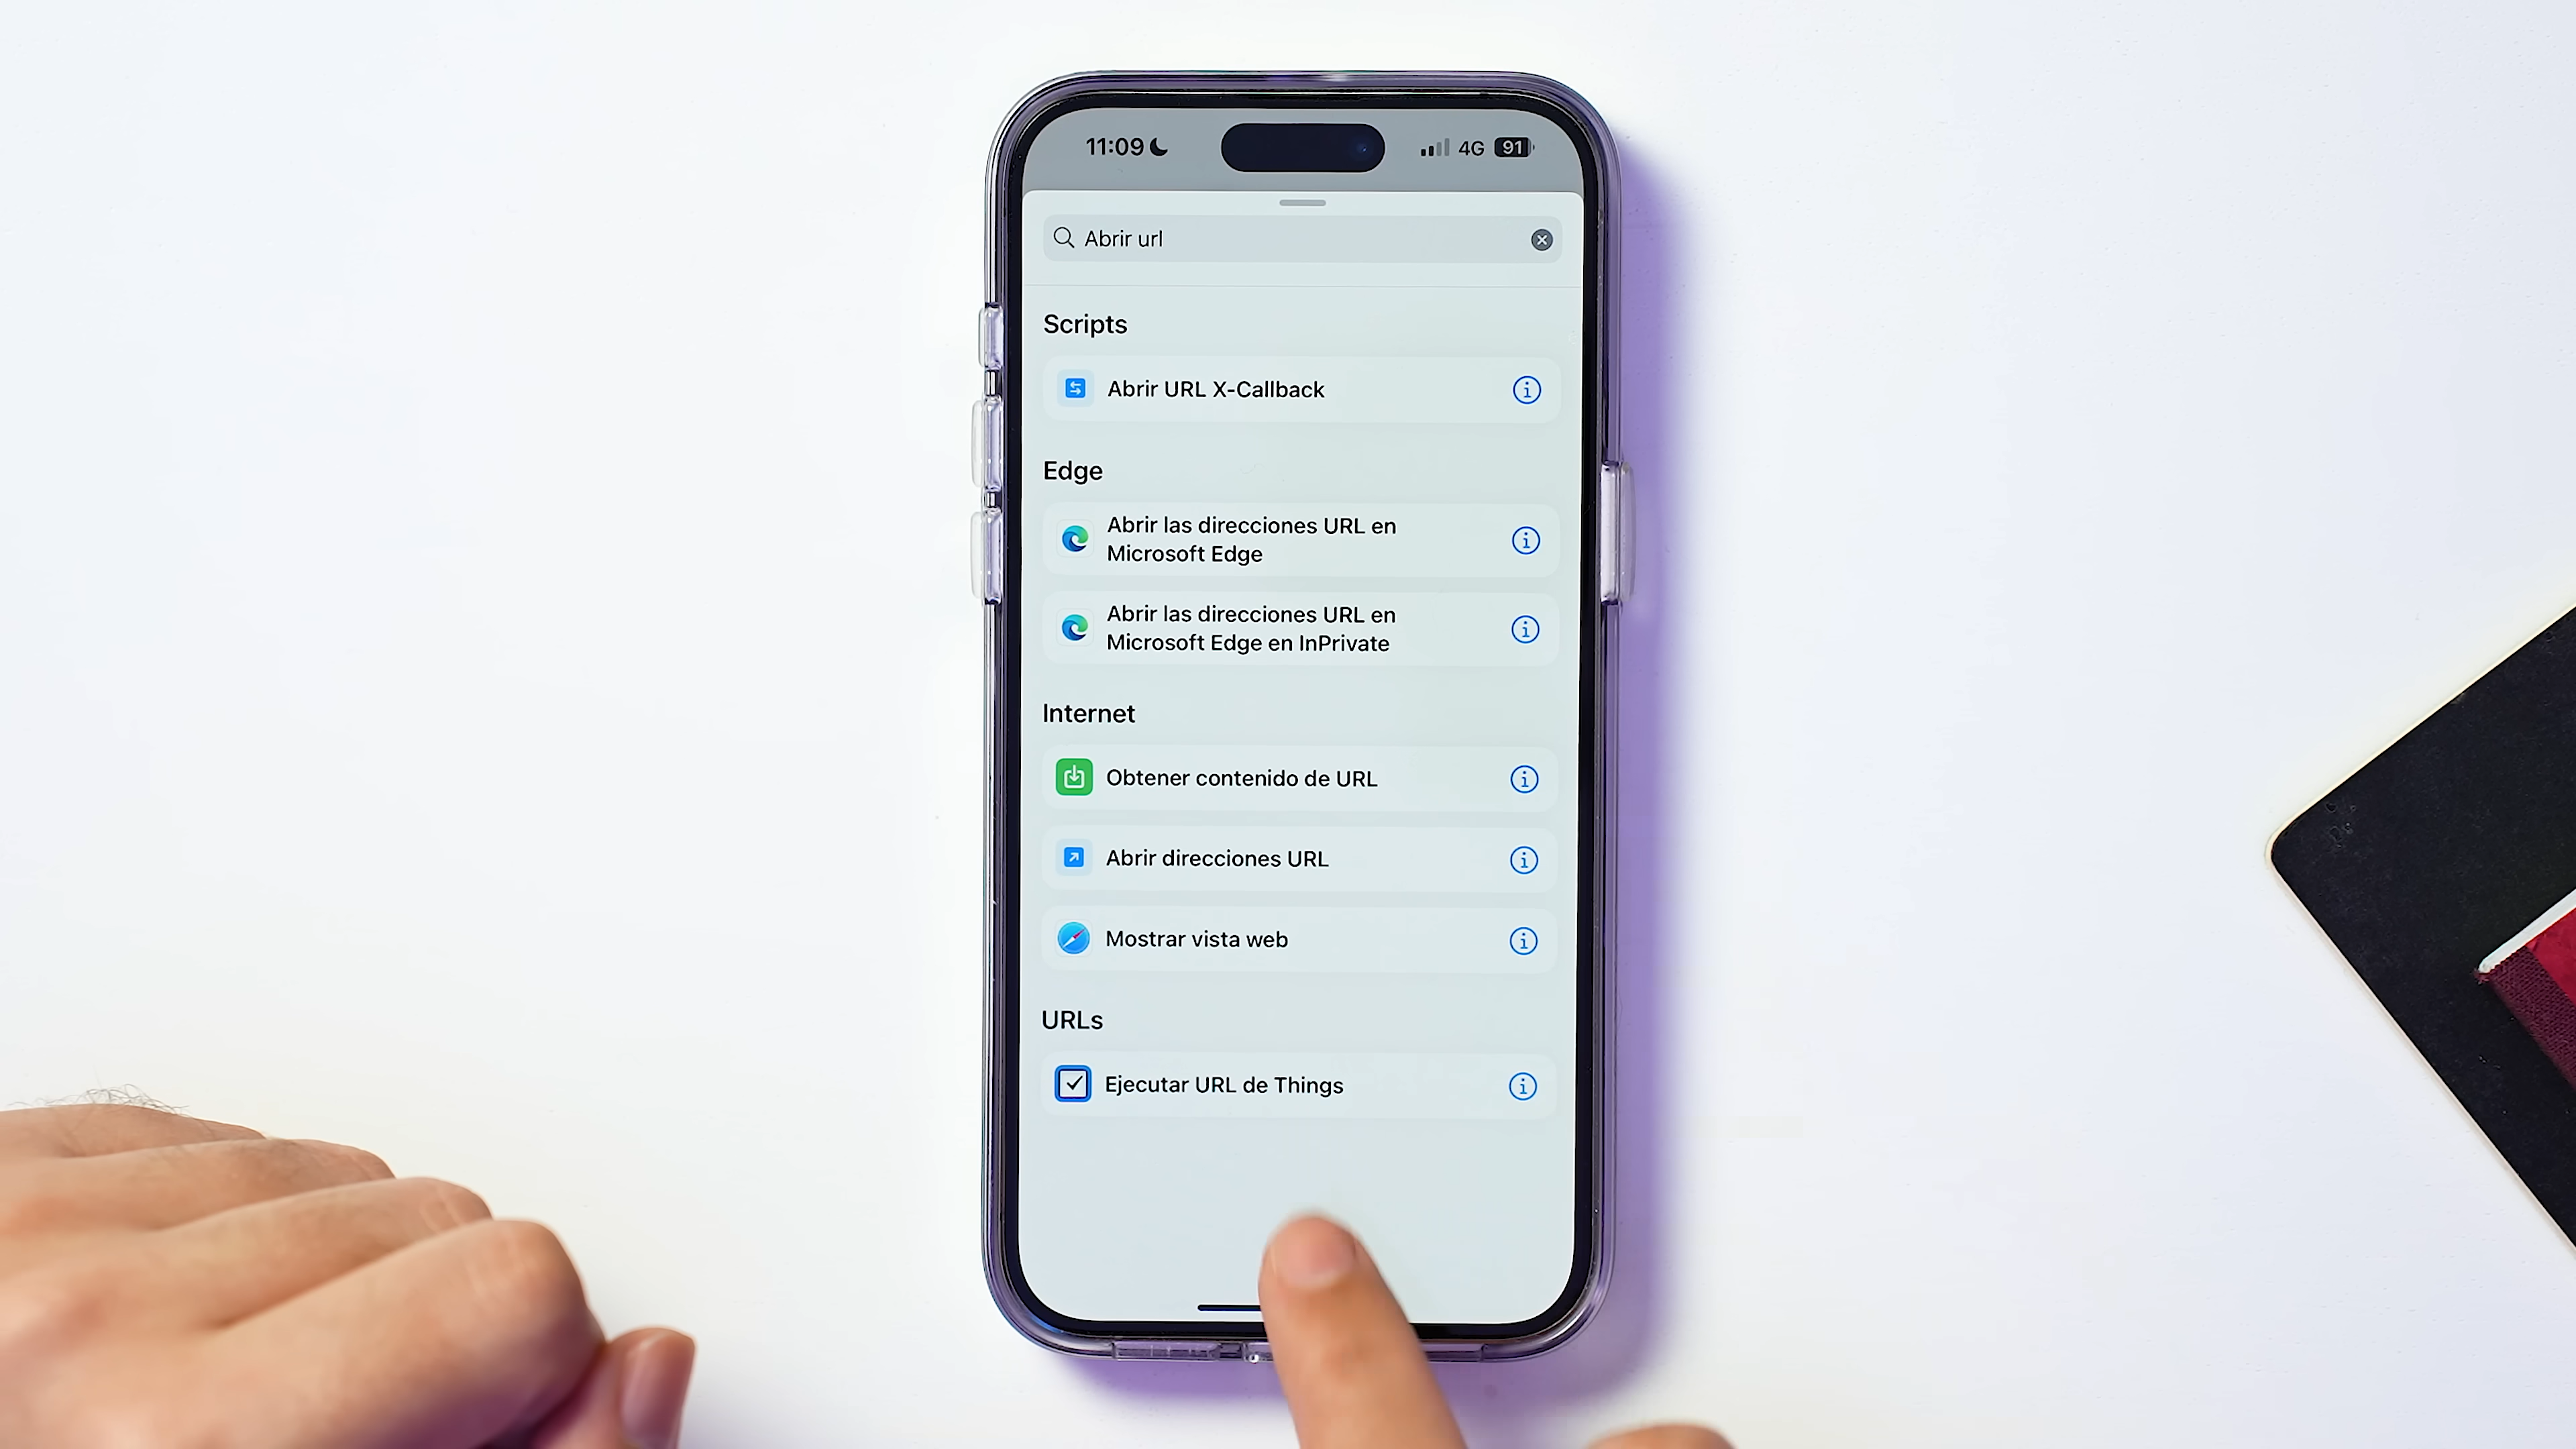 11:09
4G 91
Abrir url
Scripts
Abrir URL X-Callback
Edge
Abrir las direcciones URL en
Microsoft Edge
Abrir las direcciones URL en
Microsoft Edge en InPrivate
Internet
Obtener contenido de URL
Abrir direcciones URL
Mostrar vista web
URLs
Ejecutar URL de Things